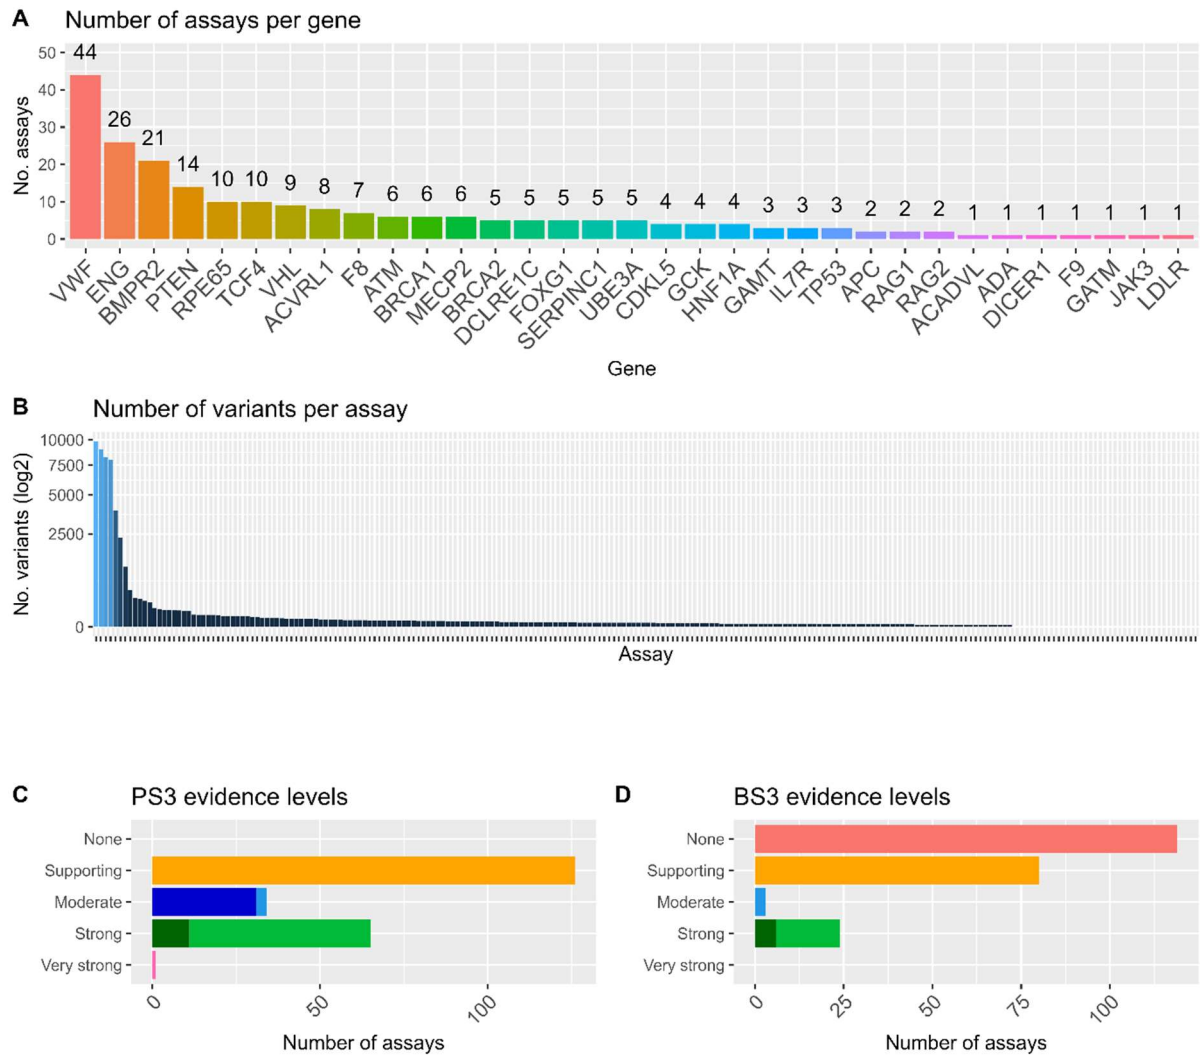 A Number of assays per gene
No. assays
50
40
30
20
10
0
44 26 21 14 10 10 9 8 7 6 6 6 5 5 5 5 5 4 4 4 3 3 3 2 2 2 1 1 1 1 1 1 1
VWF ENG BMPR2 PTEN RPE65 TCF4 VHL ACVRL1 F8 ATM BRCA1 MECP2 BRCA2 DCLRE1C FOXG1 SERPINC1 UBE3A CDKL5 GCK HNF1A GAMT IL7R TP53 APC RAG1 RAG2 ACADVL ADA DICER1 F9 GATM JAK3 LDLR
Gene
B Number of variants per assay
No. variants (log2)
10000
7500
5000
2500
0
Assay
C PS3 evidence levels
None
Supporting
Moderate
Strong
Very strong
0 50 100
Number of assays
D BS3 evidence levels
None
Supporting
Moderate
Strong
Very strong
0 25 50 75 100
Number of assays